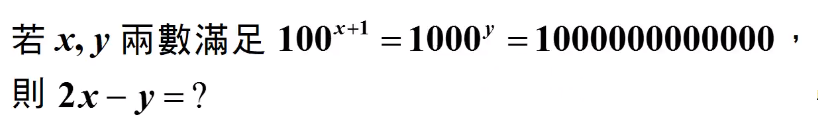 若 x, y 兩數滿足 100^{x+1} = 1000^y = 1000000000000，
則 2x − y = ?